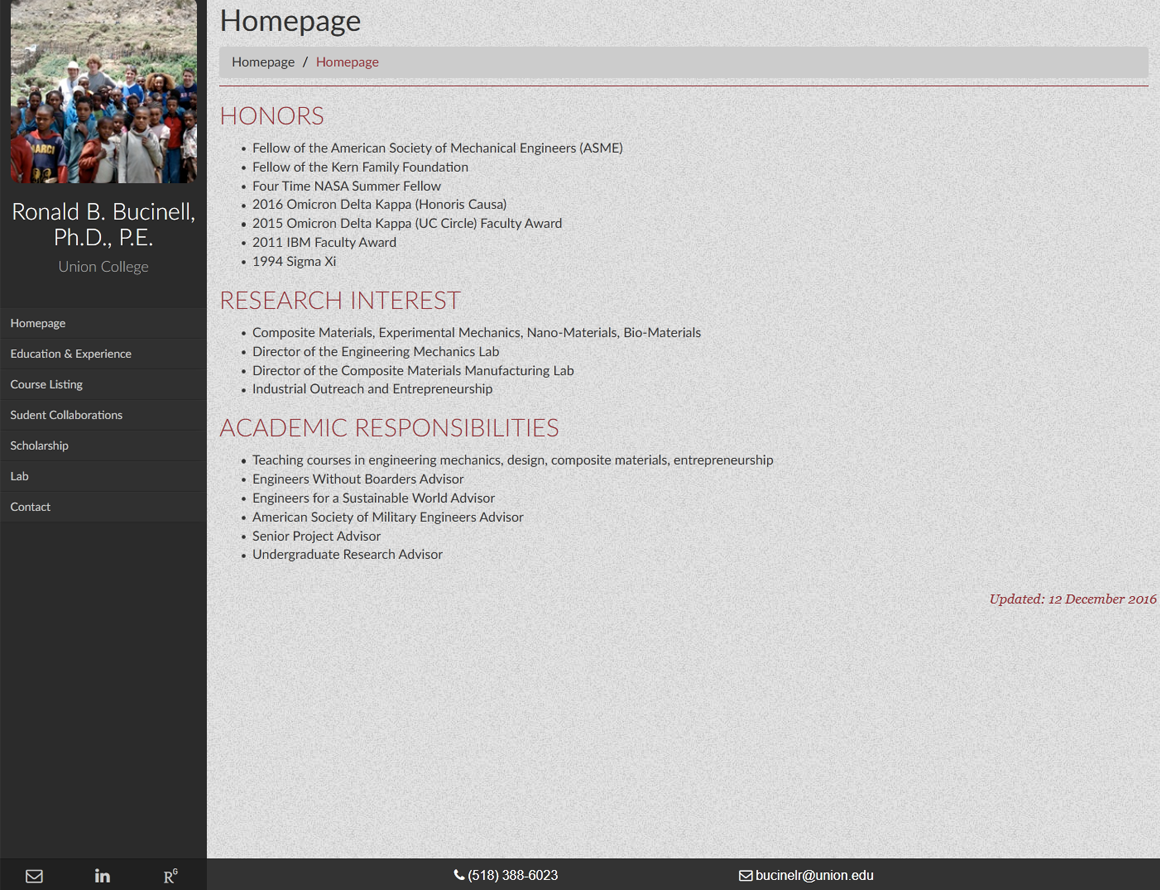 Homepage
Homepage / Homepage
HONORS
• Fellow of the American Society of Mechanical Engineers (ASME)
• Fellow of the Kern Family Foundation
• Four Time NASA Summer Fellow
• 2016 Omicron Delta Kappa (Honoris Causa)
• 2015 Omicron Delta Kappa (UC Circle) Faculty Award
• 2011 IBM Faculty Award
• 1994 Sigma Xi
RESEARCH INTEREST
• Composite Materials, Experimental Mechanics, Nano-Materials, Bio-Materials
• Director of the Engineering Mechanics Lab
• Director of the Composite Materials Manufacturing Lab
• Industrial Outreach and Entrepreneurship
ACADEMIC RESPONSIBILITIES
• Teaching courses in engineering mechanics, design, composite materials, entrepreneurship
• Engineers Without Boarders Advisor
• Engineers for a Sustainable World Advisor
• American Society of Military Engineers Advisor
• Senior Project Advisor
• Undergraduate Research Advisor
Updated: 12 December 2016
MARCI
Ronald B. Bucinell,
Ph.D., P.E.
Union College
Homepage
Education & Experience
Course Listing
Sudent Collaborations
Scholarship
Lab
Contact
in
RG
(518) 388-6023
bucinelr@union.edu